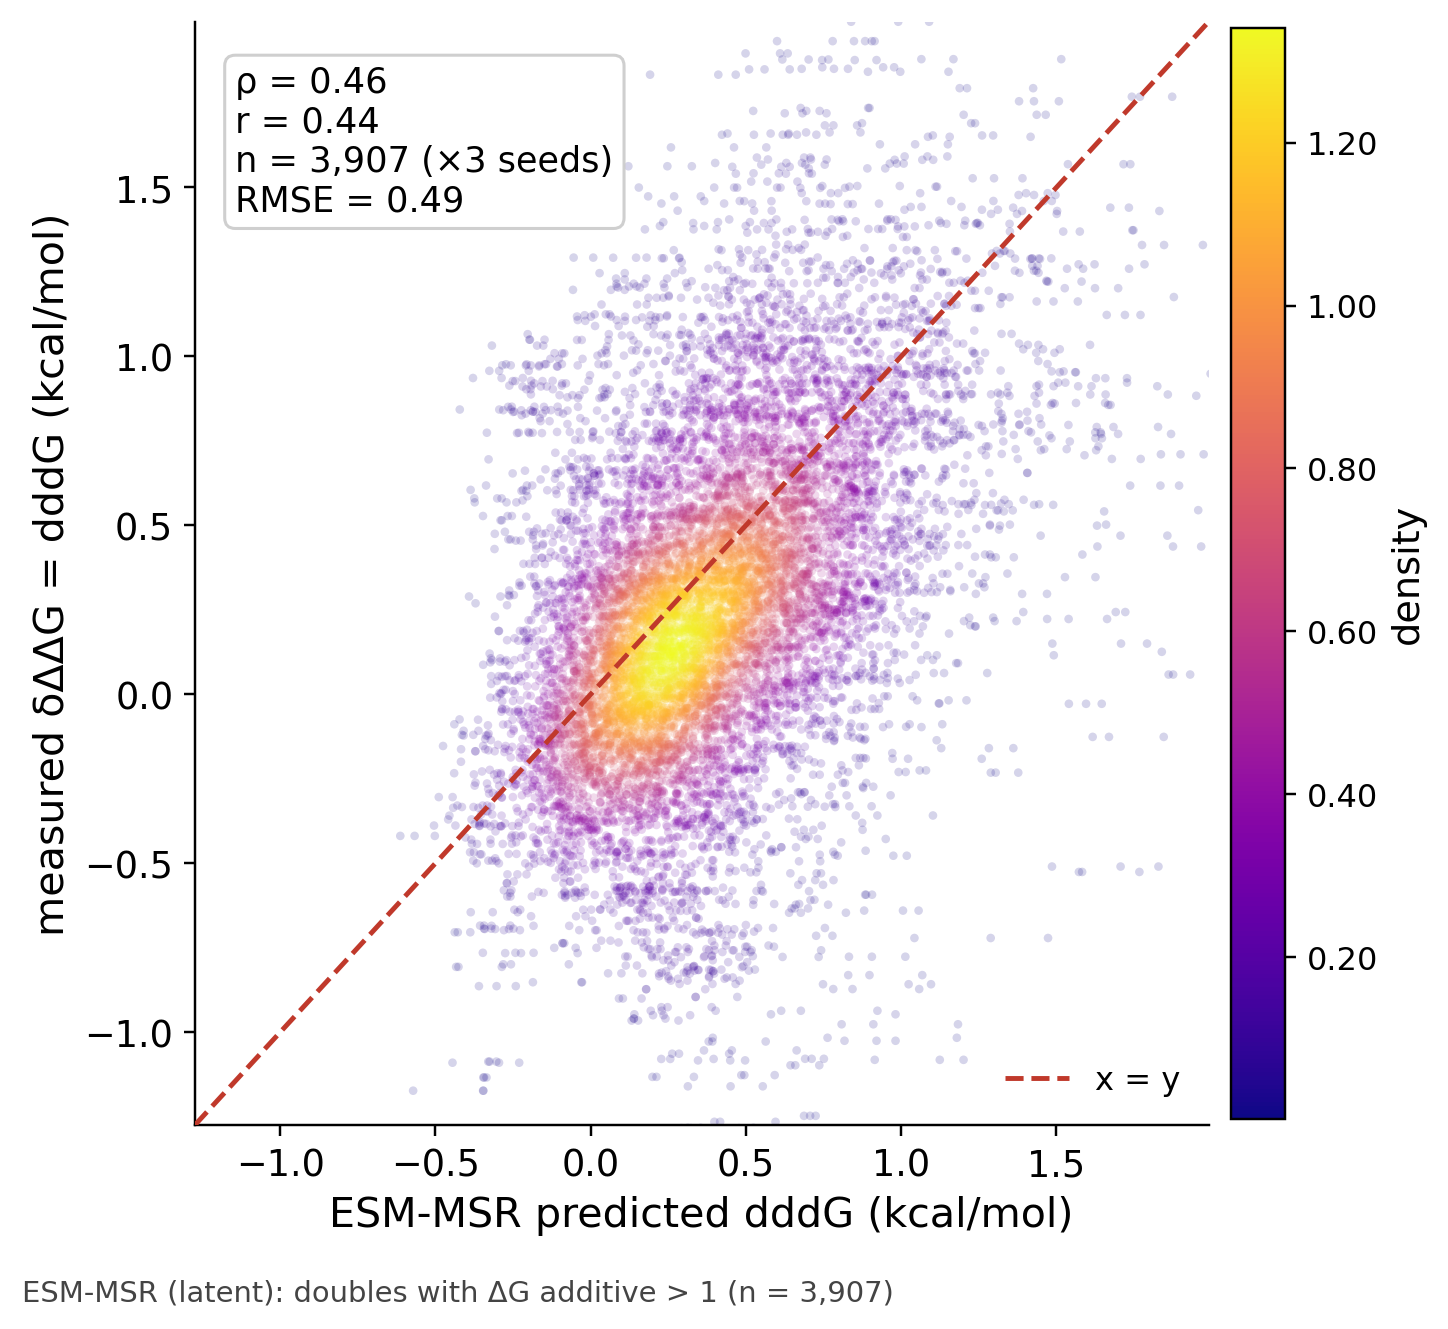 ρ = 0.46
r = 0.44
n = 3,907 (×3 seeds)
RMSE = 0.49
measured δΔΔG = dddG (kcal/mol)
1.5
1.0
0.5
0.0
−0.5
−1.0
−1.0
−0.5
0.0
0.5
1.0
1.5
ESM-MSR predicted dddG (kcal/mol)
x = y
1.20
1.00
0.80
0.60
0.40
0.20
density
ESM-MSR (latent): doubles with ΔG additive > 1 (n = 3,907)